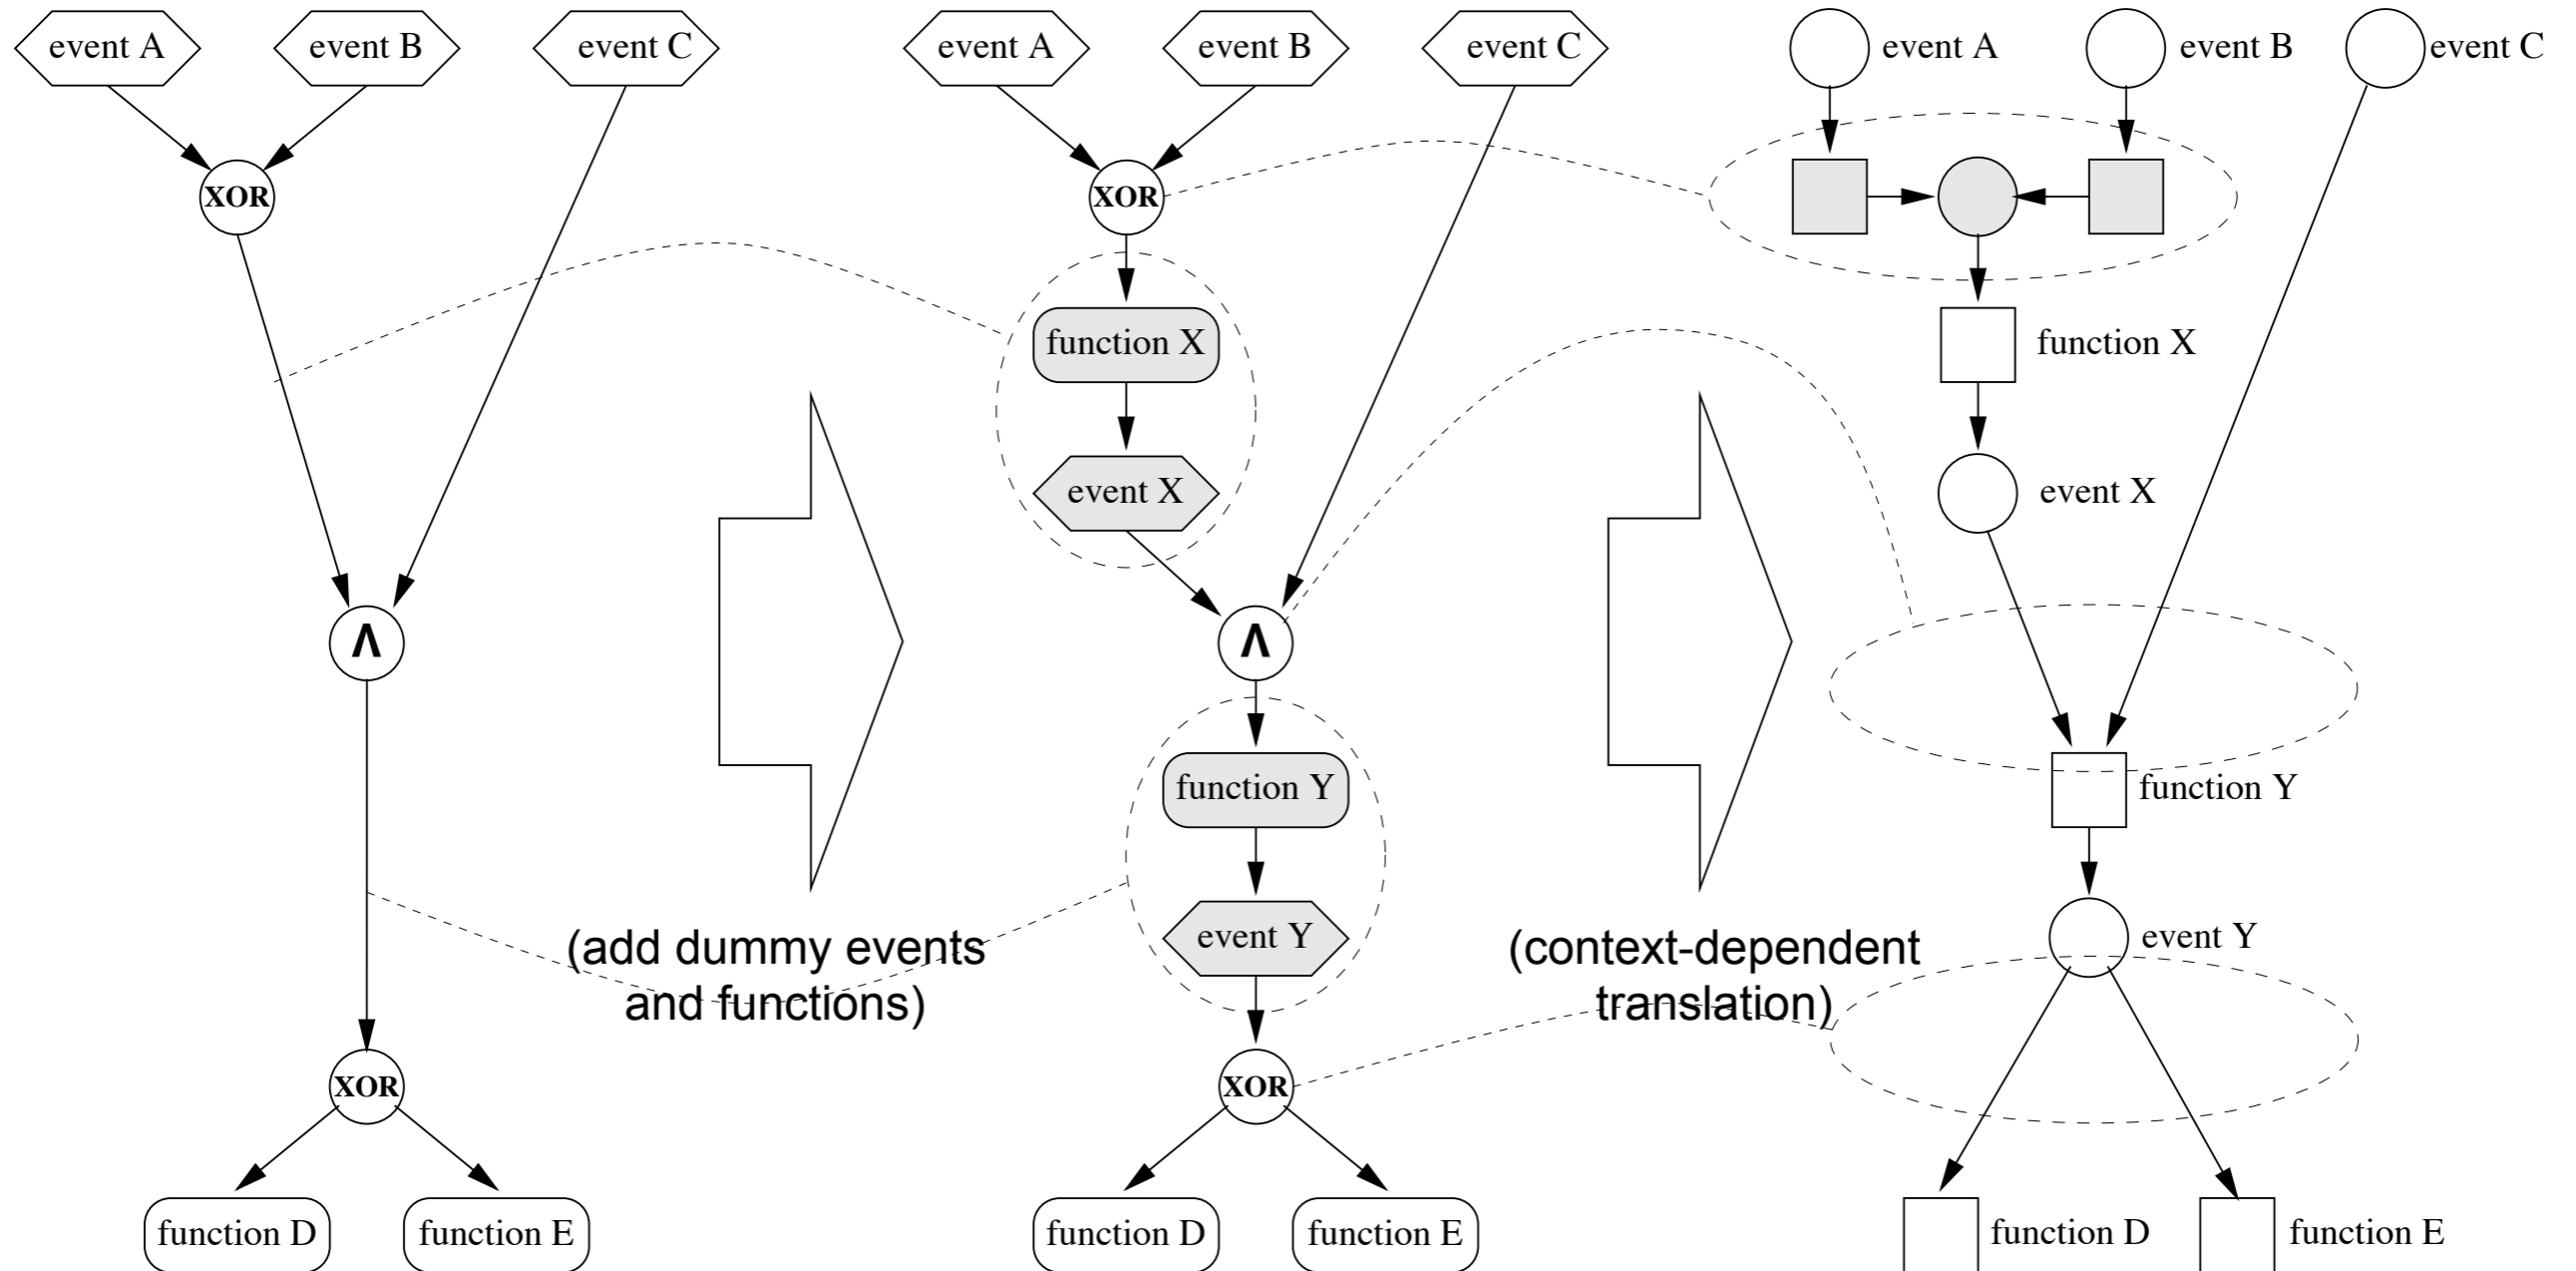 event A
event B
event C
event A
event B
event C
event A
event B
event C
XOR
XOR
function X
function X
event X
event X
Λ
Λ
function Y
function Y
(add dummy events
and functions)
event Y
(context-dependent
translation)
event Y
XOR
XOR
function D
function E
function D
function E
function D
function E